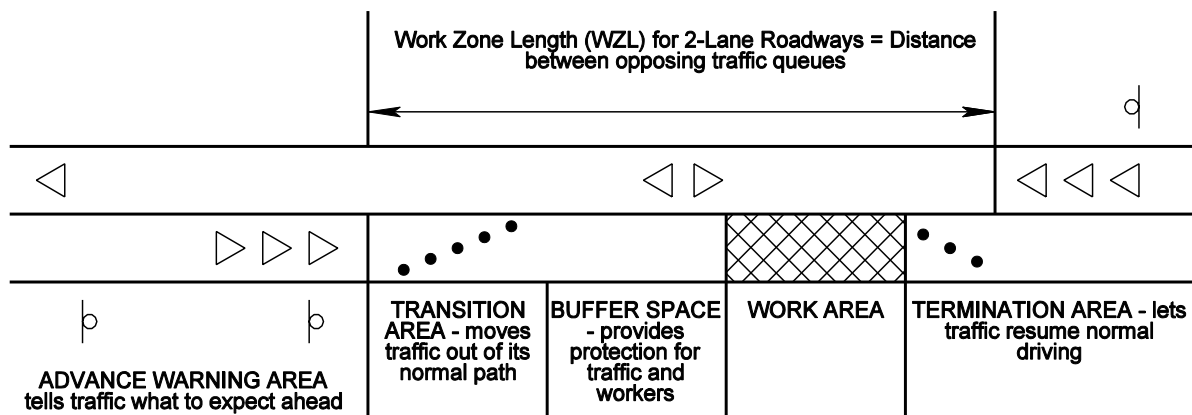 Work Zone Length (WZL) for 2-Lane Roadways = Distance
between opposing traffic queues
TRANSITION
AREA - moves
traffic out of its
normal path
BUFFER SPACE
- provides
protection for
traffic and
workers
WORK AREA
TERMINATION AREA - lets
traffic resume normal
driving
ADVANCE WARNING AREA
tells traffic what to expect ahead